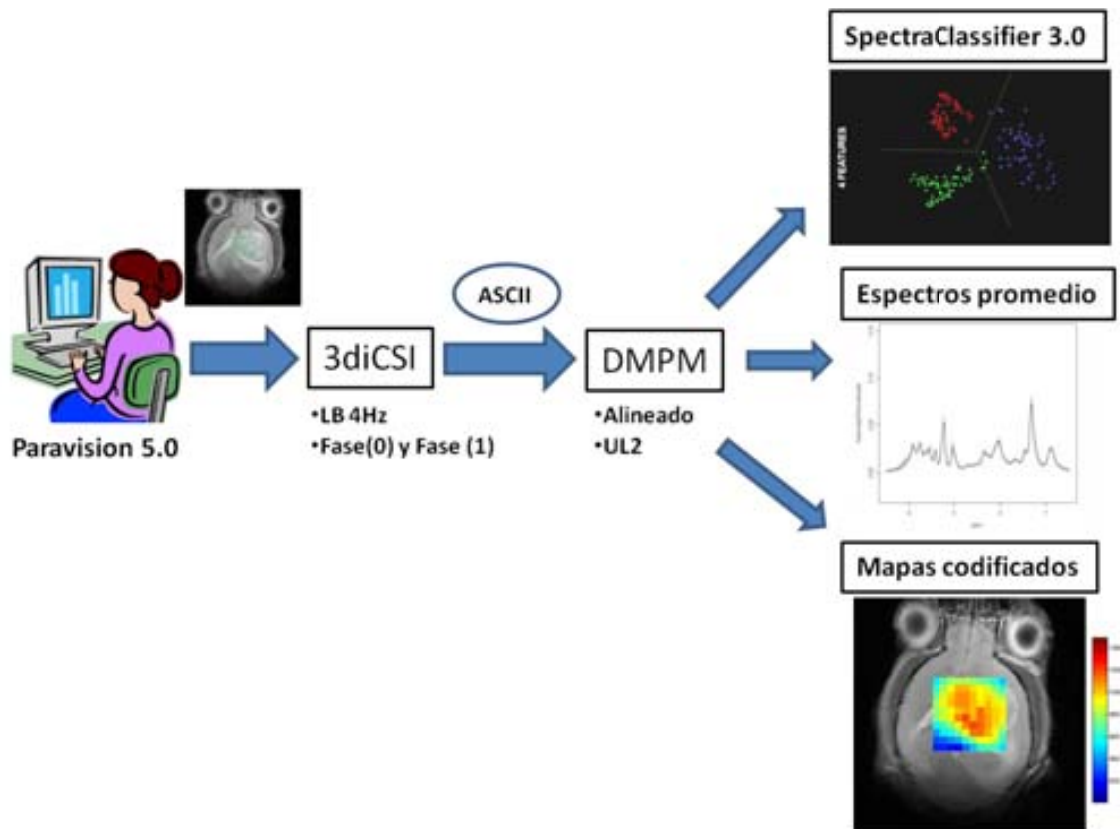 SpectraClassifier 3.0
4 FEATURES
ASCII
3diCSI
DMPM
•LB 4Hz
•Fase(0) y Fase (1)
•Alineado
•UL2
Paravision 5.0
Espectros promedio
Mapas codificados